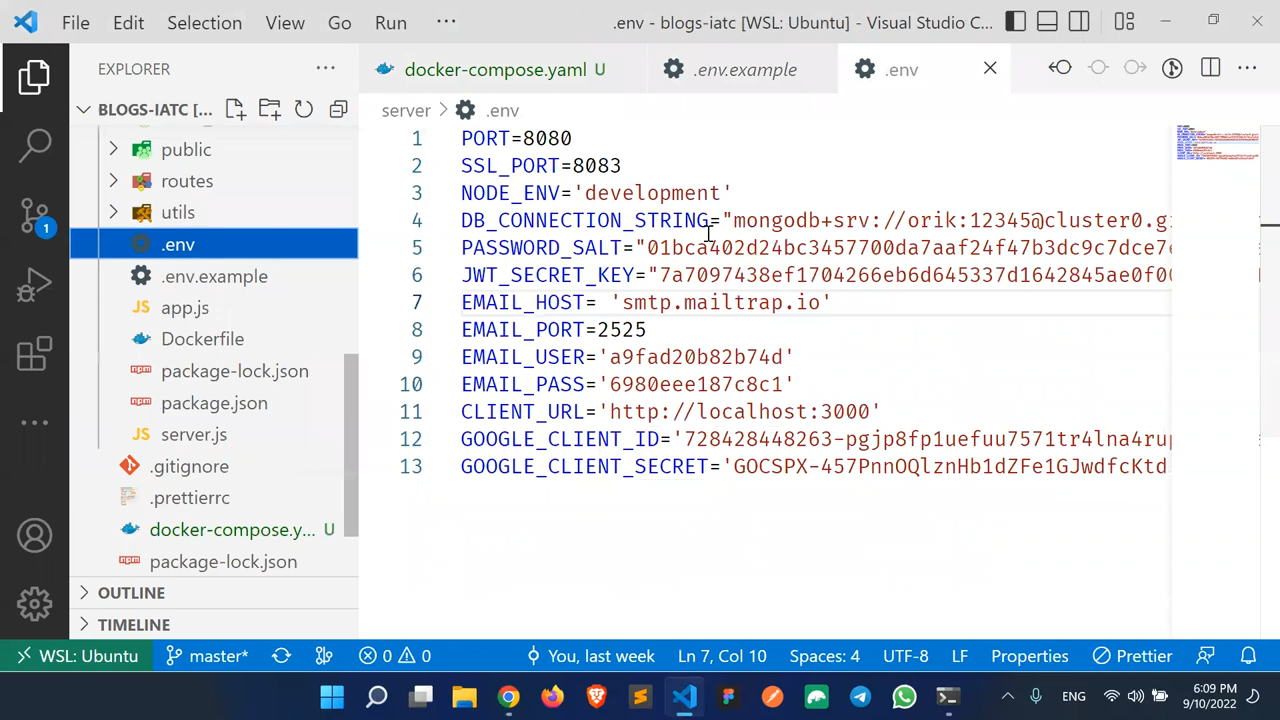 File Edit Selection View Go Run ··· .env - blogs-iatc [WSL: Ubuntu] - Visual Studio C...
EXPLORER
BLOGS-IATC [...
public
routes
utils
.env
.env.example
JS app.js
Dockerfile
package-lock.json
package.json
JS server.js
.gitignore
.prettierrc
docker-compose.y... U
package-lock.json
OUTLINE
TIMELINE
docker-compose.yaml U .env.example .env
server .env
1 PORT=8080
2 SSL_PORT=8083
3 NODE_ENV='development'
4 DB_CONNECTION_STRING="mongodb+srv://orik:12345@cluster0.g
5 PASSWORD_SALT="01bca402d24bc3457700da7aaf24f47b3dc9c7dce7
6 JWT_SECRET_KEY="7a7097438ef1704266eb6d645337d1642845ae0f0
7 EMAIL_HOST= 'smtp.mailtrap.io'
8 EMAIL_PORT=2525
9 EMAIL_USER='a9fad20b82b74d'
10 EMAIL_PASS='6980eee187c8c1'
11 CLIENT_URL='http://localhost:3000'
12 GOOGLE_CLIENT_ID='728428448263-pgjp8fp1uefuu7571tr4lna4ru
13 GOOGLE_CLIENT_SECRET='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
1
WSL: Ubuntu master* 0 0 You, last week Ln 7, Col 10 Spaces: 4 UTF-8 LF Properties Prettier
ENG 6:09 PM
9/10/2022